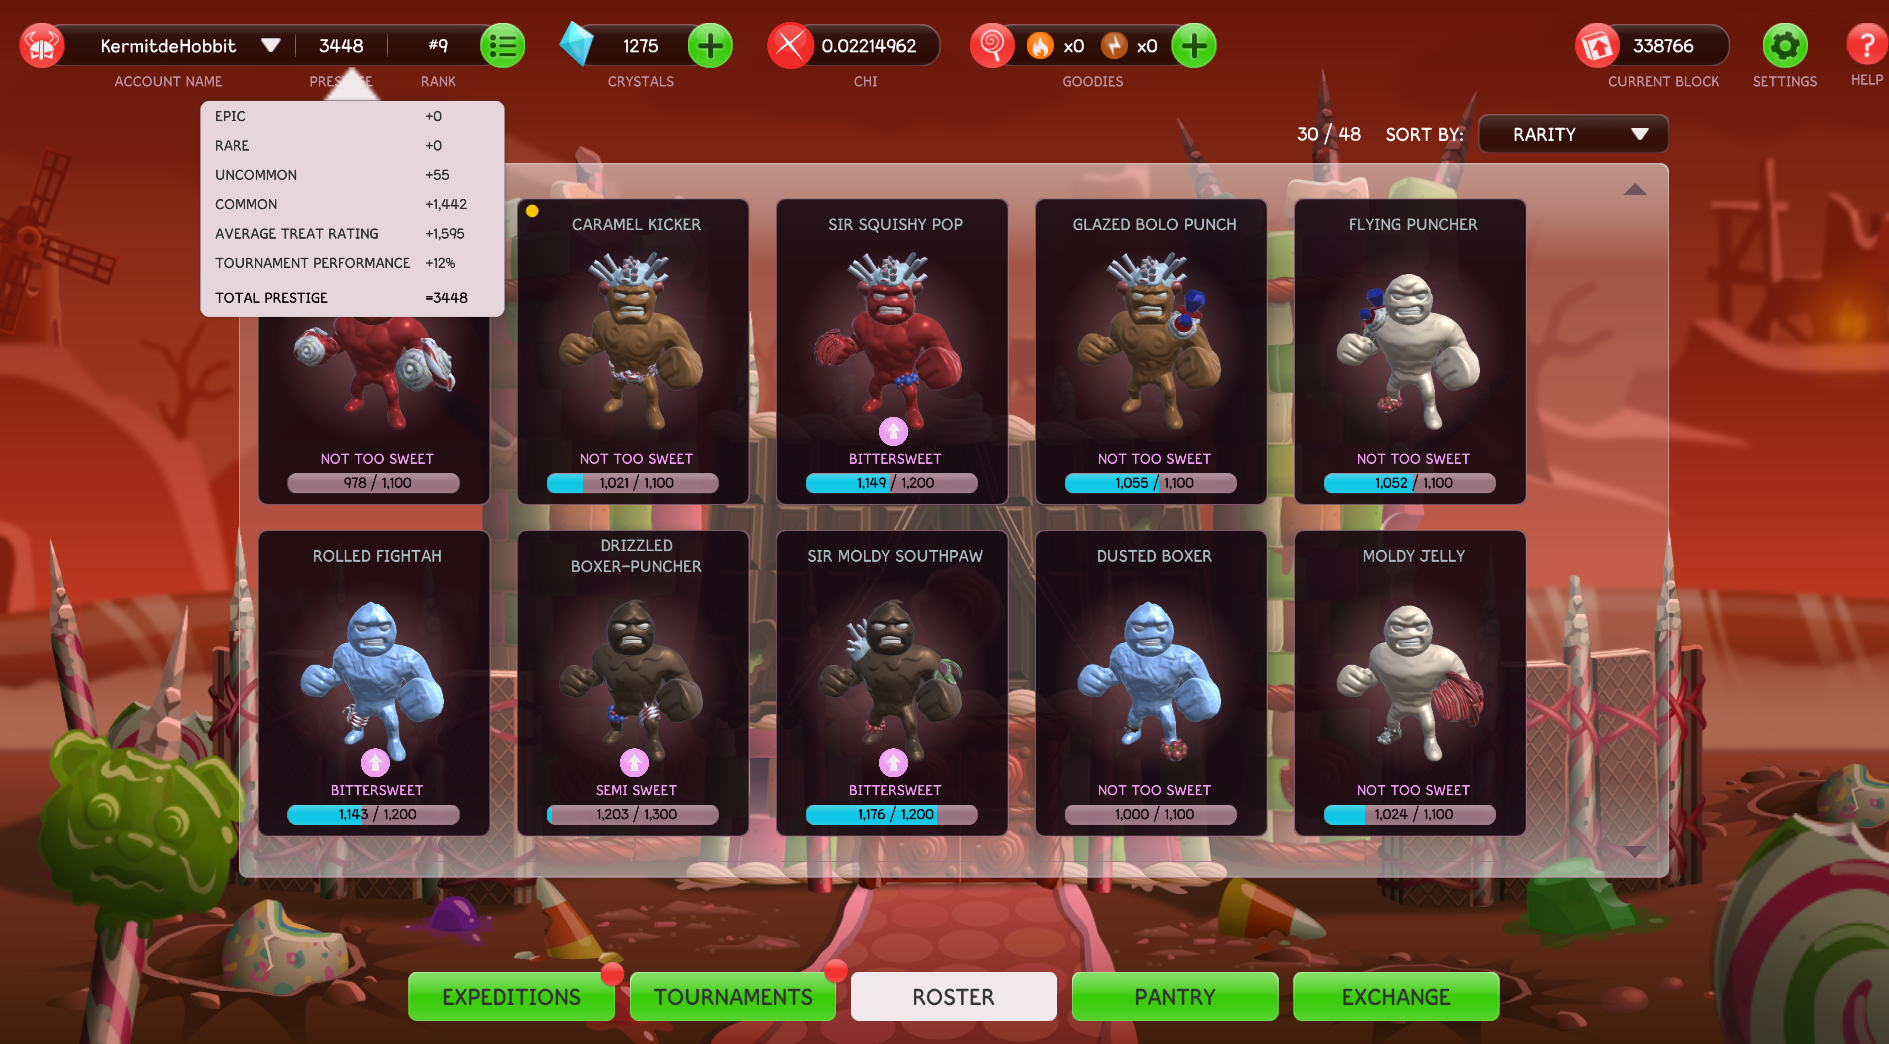 KermitdeHobbit 3448 #9 1275 0.02214962 x0 x0 338766
ACCOUNT NAME RANK CRYSTALS CHI GOODIES CURRENT BLOCK SETTINGS HELP
EPIC +0
RARE +0
UNCOMMON +55
COMMON +1,442
AVERAGE TREAT RATING +1,595
TOURNAMENT PERFORMANCE +12%
TOTAL PRESTIGE =3448
30 / 48 SORT BY: RARITY
CARAMEL KICKER SIR SQUISHY POP GLAZED BOLO PUNCH FLYING PUNCHER
NOT TOO SWEET NOT TOO SWEET BITTERSWEET NOT TOO SWEET NOT TOO SWEET
978 / 1,100 1,021 / 1,100 1,149 / 1,200 1,055 / 1,100 1,052 / 1,100
ROLLED FIGHTAH DRIZZLED
BOXER-PUNCHER SIR MOLDY SOUTHPAW DUSTED BOXER MOLDY JELLY
BITTERSWEET SEMI SWEET BITTERSWEET NOT TOO SWEET NOT TOO SWEET
1,143 / 1,200 1,203 / 1,300 1,176 / 1,200 1,000 / 1,100 1,024 / 1,100
EXPEDITIONS TOURNAMENTS ROSTER PANTRY EXCHANGE